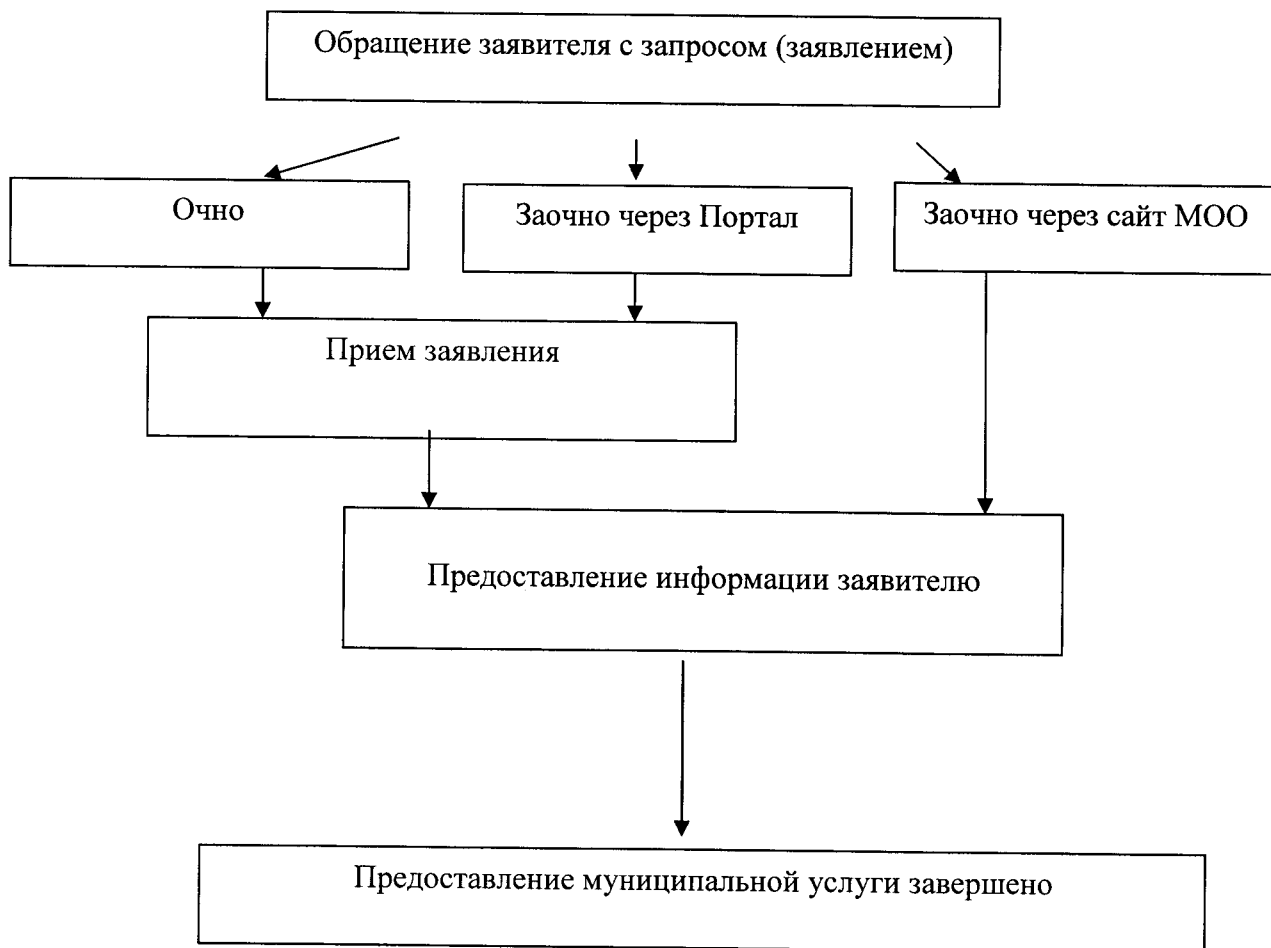 Обращение заявителя с запросом (заявлением)
Очно
Заочно через Портал
Заочно через сайт МОО
Прием заявления
Предоставление информации заявителю
Предоставление муниципальной услуги завершено